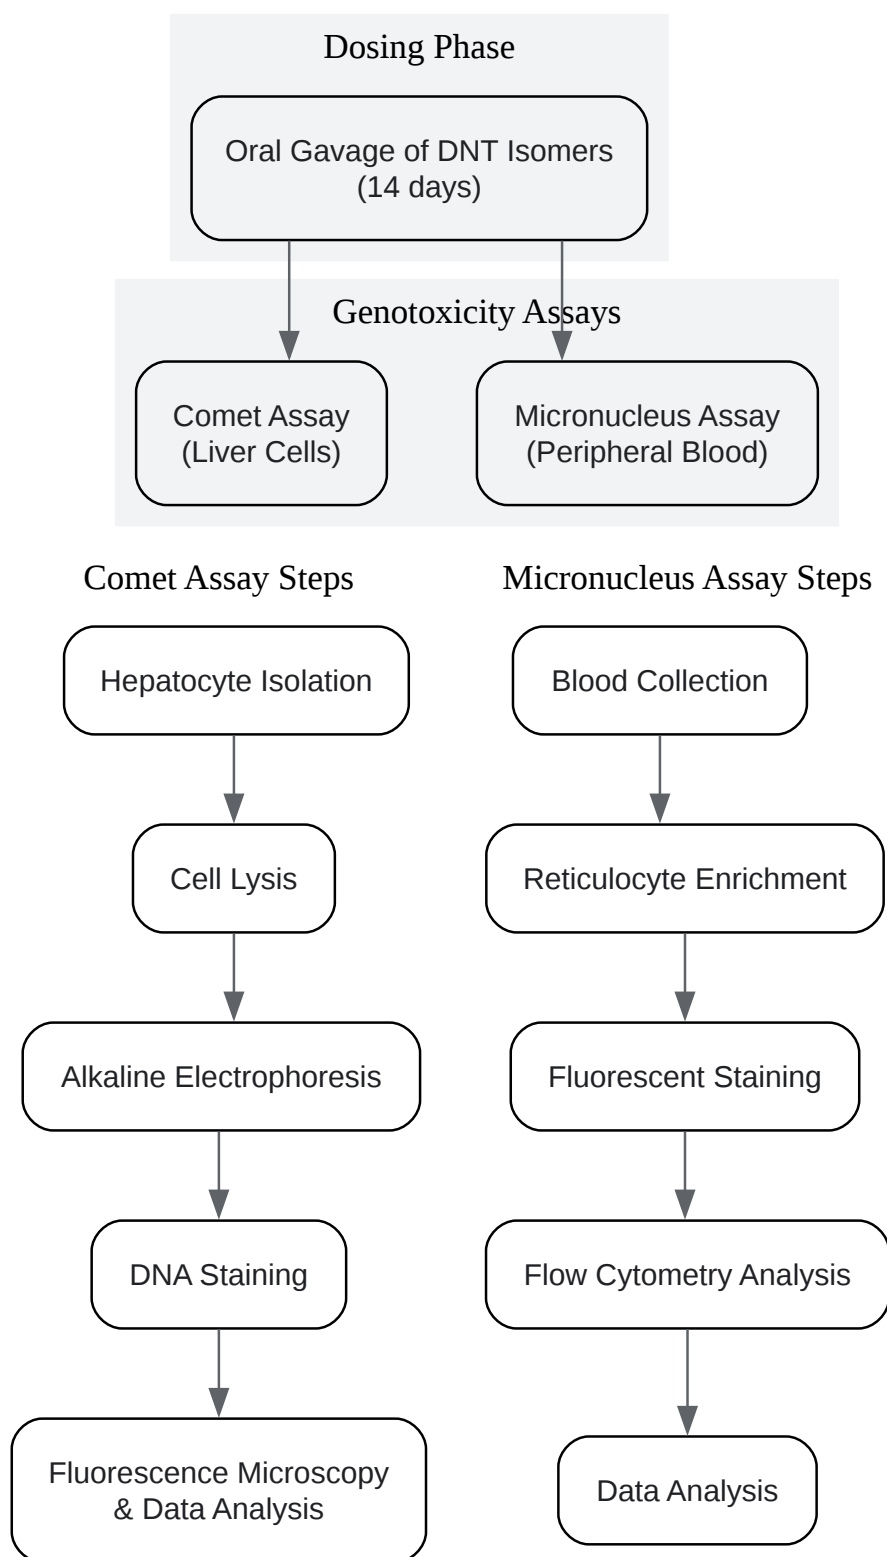 Dosing Phase
Oral Gavage of DNT Isomers
(14 days)
Genotoxicity Assays
Comet Assay
(Liver Cells)
Micronucleus Assay
(Peripheral Blood)
Comet Assay Steps
Hepatocyte Isolation
Cell Lysis
Alkaline Electrophoresis
DNA Staining
Fluorescence Microscopy
& Data Analysis
Micronucleus Assay Steps
Blood Collection
Reticulocyte Enrichment
Fluorescent Staining
Flow Cytometry Analysis
Data Analysis